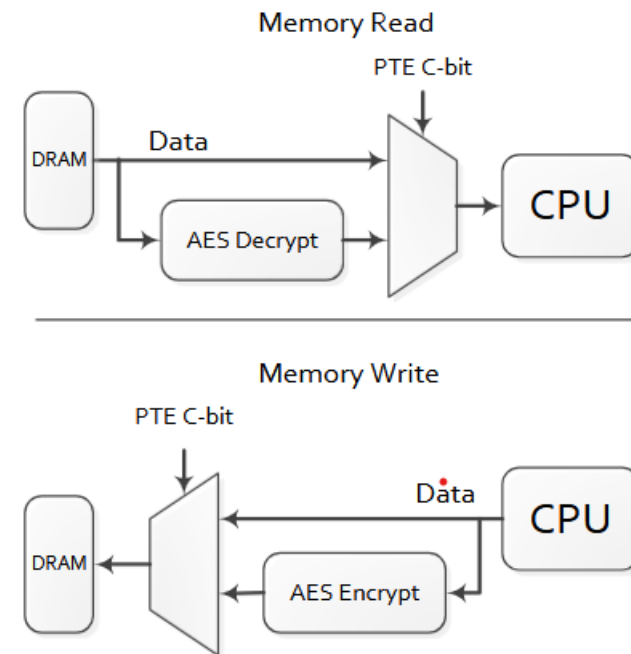 Memory Read
PTE C-bit
DRAM
Data
AES Decrypt
CPU
Memory Write
PTE C-bit
Data
DRAM
AES Encrypt
CPU